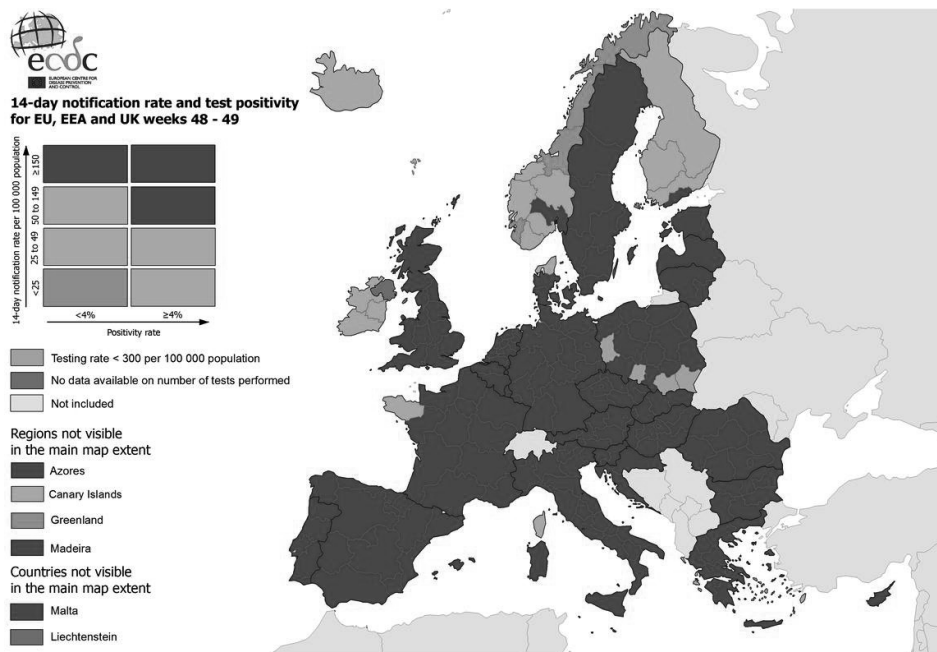 ecdc
EUROPEAN CENTRE FOR
DISEASE PREVENTION
AND CONTROL
14-day notification rate and test positivity
for EU, EEA and UK weeks 48 - 49
14-day notification rate per 100 000 population
≥150
50 to 149
25 to 49
<25
<4%
≥4%
Positivity rate
Testing rate < 300 per 100 000 population
No data available on number of tests performed
Not included
Regions not visible
in the main map extent
Azores
Canary Islands
Greenland
Madeira
Countries not visible
in the main map extent
Malta
Liechtenstein